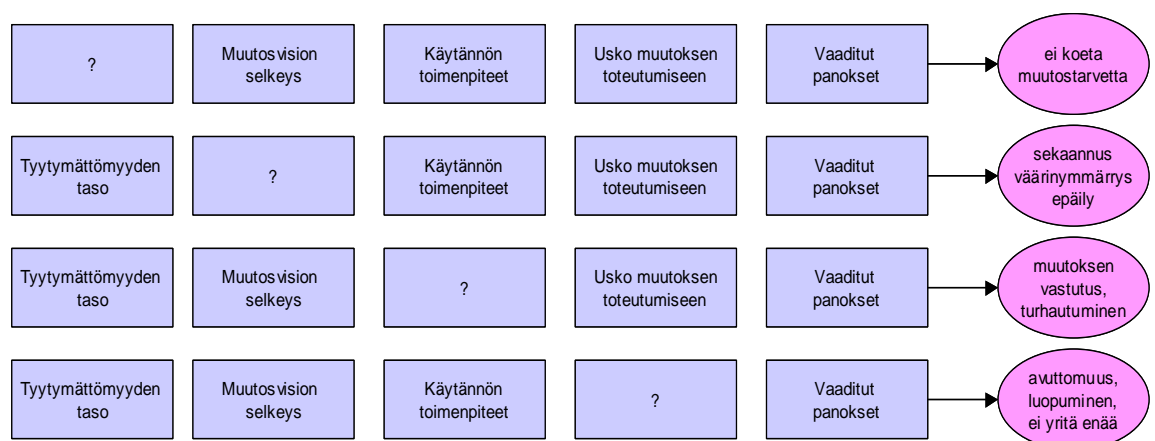 ?
Muutosvision
selkeys
Käytännön
toimenpiteet
Usko muutoksen
toteutumiseen
Vaaditut
panokset
ei koeta
muutostarvetta
Tyytymättömyyden
taso
?
Käytännön
toimenpiteet
Usko muutoksen
toteutumiseen
Vaaditut
panokset
sekaannus
väärinymmärrys
epäily
Tyytymättömyyden
taso
Muutosvision
selkeys
?
Usko muutoksen
toteutumiseen
Vaaditut
panokset
muutoksen
vastutus,
turhautuminen
Tyytymättömyyden
taso
Muutosvision
selkeys
Käytännön
toimenpiteet
?
Vaaditut
panokset
avuttomuus,
luopuminen,
ei yritä enää